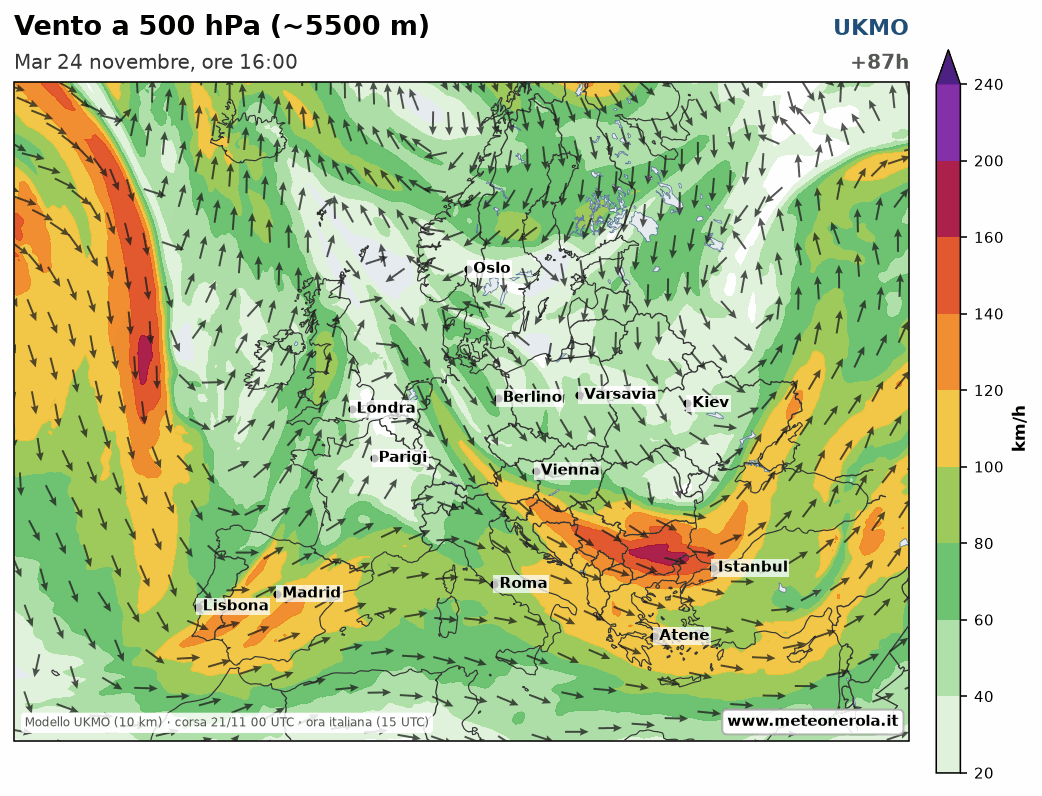 Vento a 500 hPa (~5500 m)
UKMO
Mar 24 novembre, ore 16:00
+87h
240
200
160
140
120
100
80
60
40
20
km/h
Oslo
Londra
Berlino
Varsavia
Kiev
Parigi
Vienna
Istanbul
Roma
Madrid
Lisbona
Atene
Modello UKMO (10 km) · corsa 21/11 00 UTC · ora italiana (15 UTC)
www.meteonerola.it